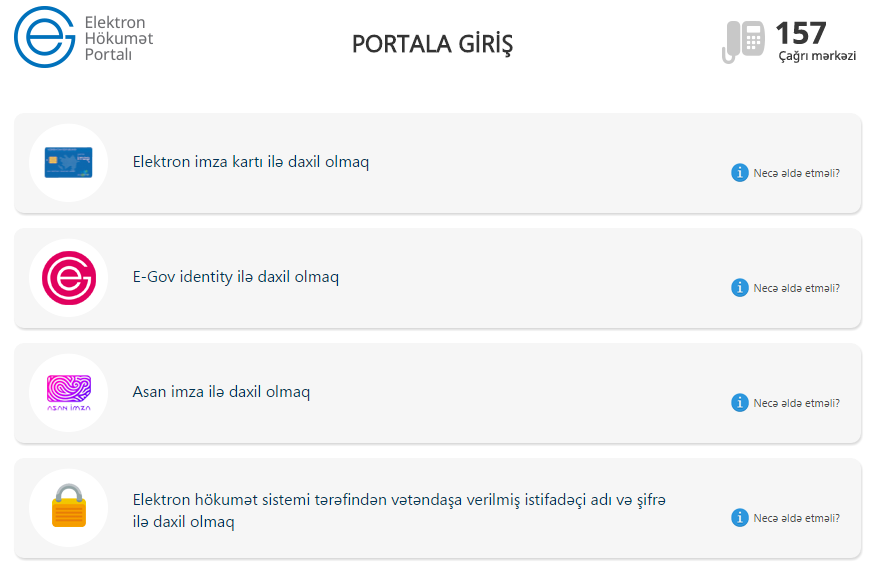 Elektron
Hökumət
Portalı
PORTALA GİRİŞ
157
Çağrı mərkəzi
Elektron imza kartı ilə daxil olmaq
Necə əldə etməli?
E-Gov identity ilə daxil olmaq
Necə əldə etməli?
ASAN İMZA
Asan imza ilə daxil olmaq
Necə əldə etməli?
Elektron hökumət sistemi tərəfindən vətəndaşa verilmiş istifadəçi adı və şifrə
ilə daxil olmaq
Necə əldə etməli?